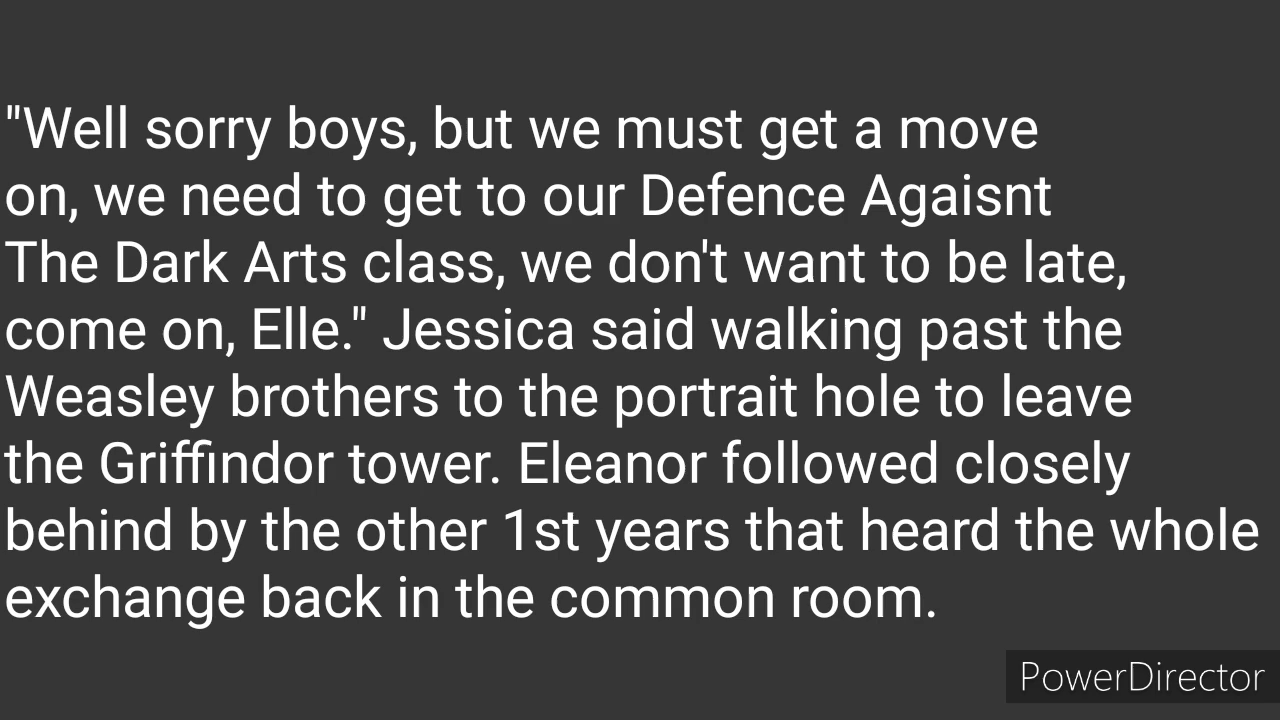 "Well sorry boys, but we must get a move
on, we need to get to our Defence Agaisnt
The Dark Arts class, we don't want to be late,
come on, Elle." Jessica said walking past the
Weasley brothers to the portrait hole to leave
the Griffindor tower. Eleanor followed closely
behind by the other 1st years that heard the whole
exchange back in the common room.
PowerDirector